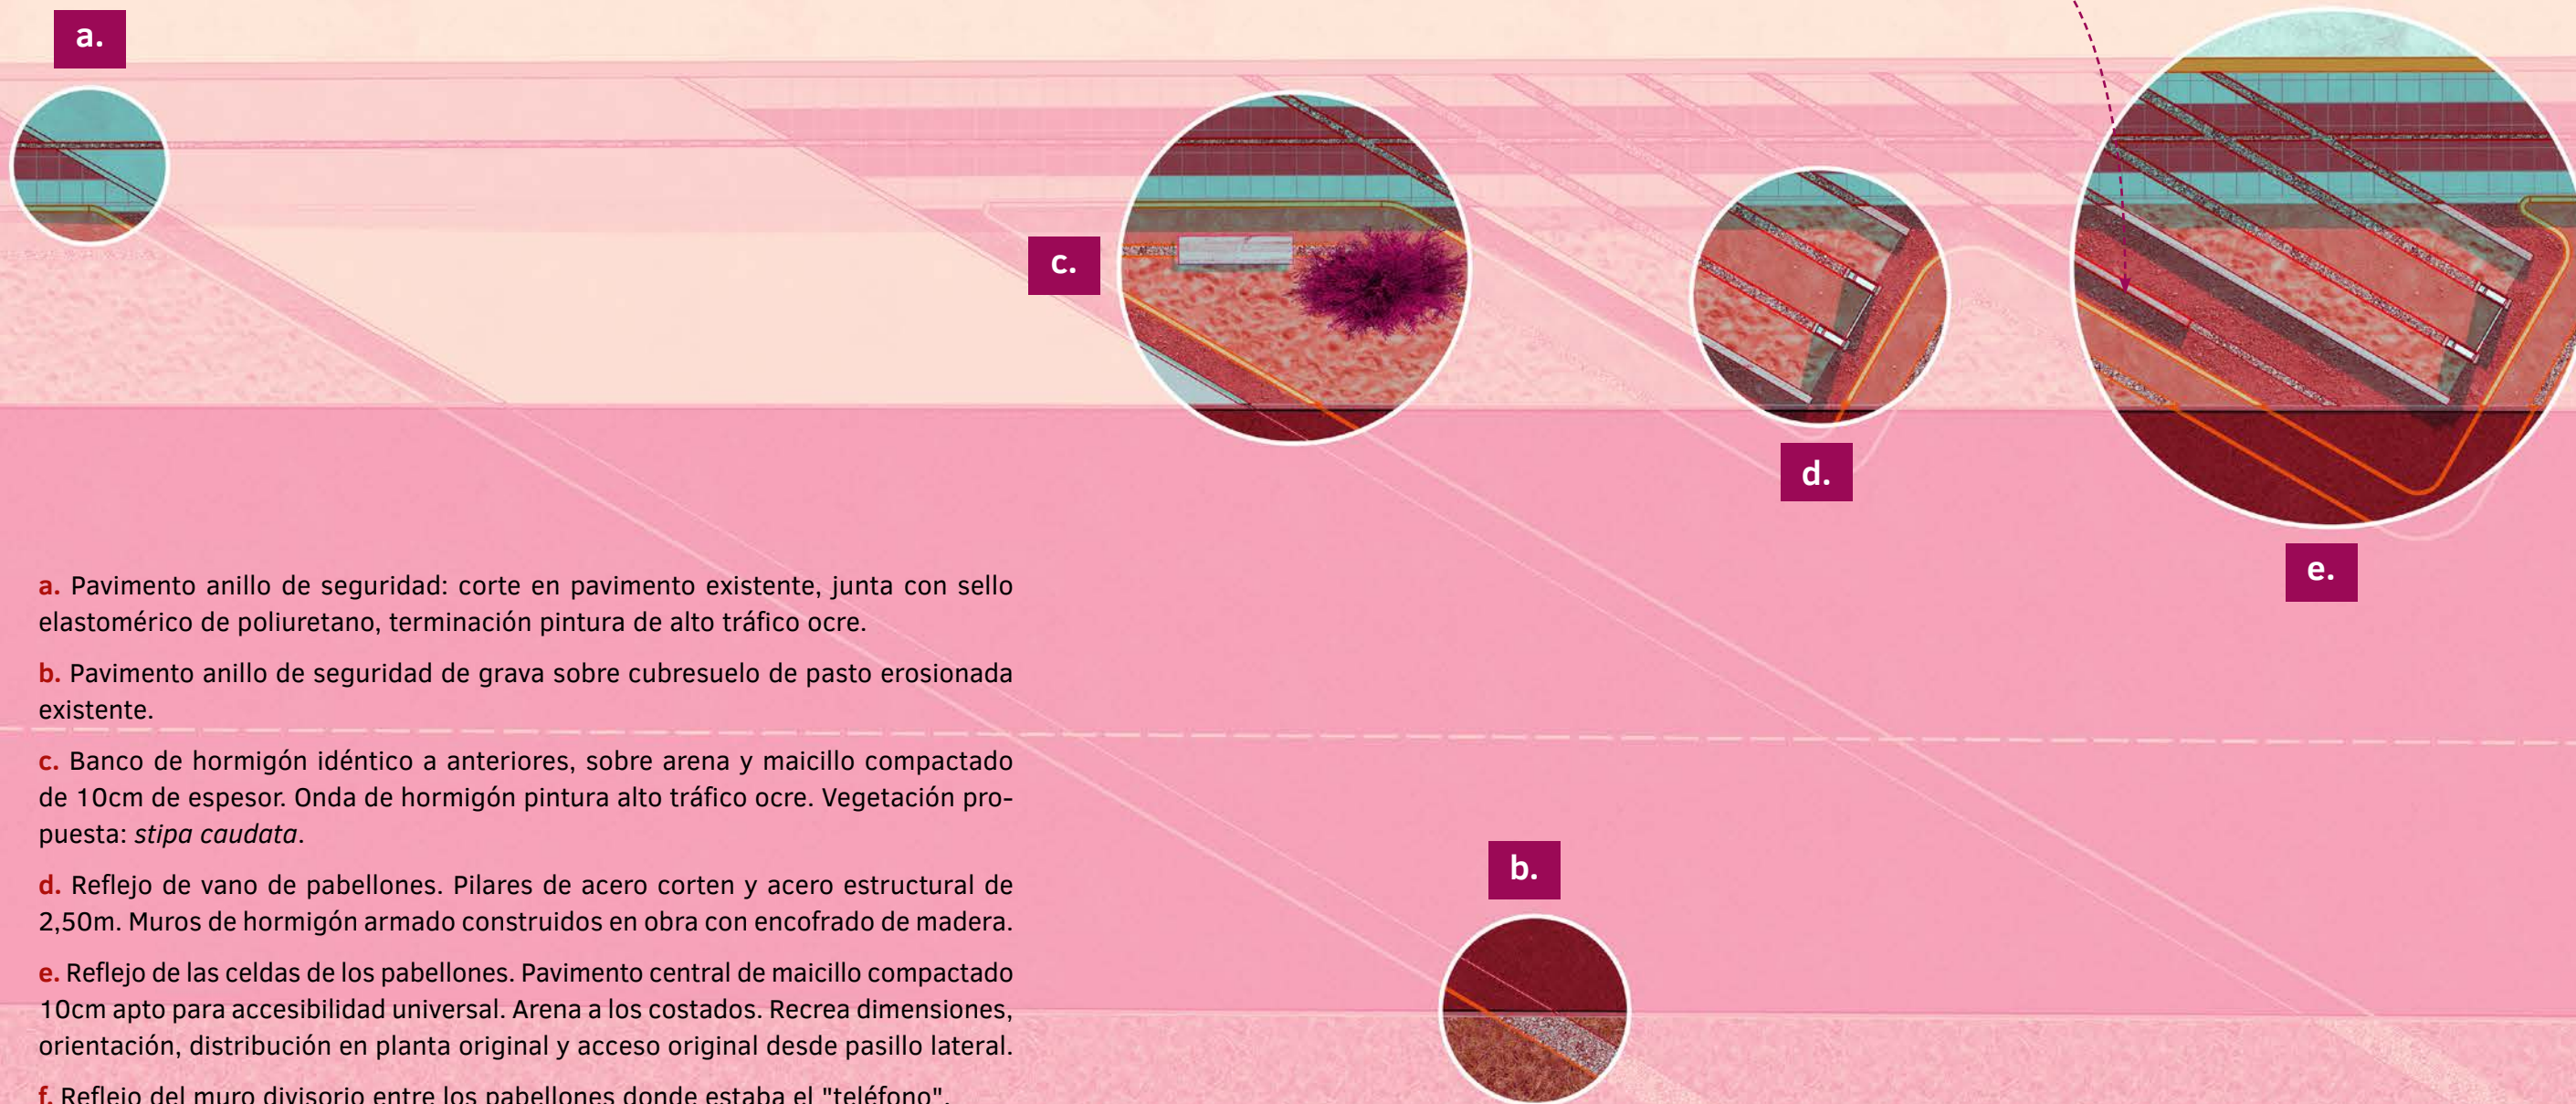 a.
c.
d.
e.
a. Pavimento anillo de seguridad: corte en pavimento existente, junta con sello
elastomérico de poliuretano, terminación pintura de alto tráfico ocre.
b. Pavimento anillo de seguridad de grava sobre cubresuelo de pasto erosionada
existente.
c. Banco de hormigón idéntico a anteriores, sobre arena y maicillo compactado
de 10cm de espesor. Onda de hormigón pintura alto tráfico ocre. Vegetación pro-
puesta: stipa caudata.
d. Reflejo de vano de pabellones. Pilares de acero corten y acero estructural de
2,50m. Muros de hormigón armado construidos en obra con encofrado de madera.
e. Reflejo de las celdas de los pabellones. Pavimento central de maicillo compactado
10cm apto para accesibilidad universal. Arena a los costados. Recrea dimensiones,
orientación, distribución en planta original y acceso original desde pasillo lateral.
f. Reflejo del muro divisorio entre los pabellones donde estaba el "teléfono".
b.